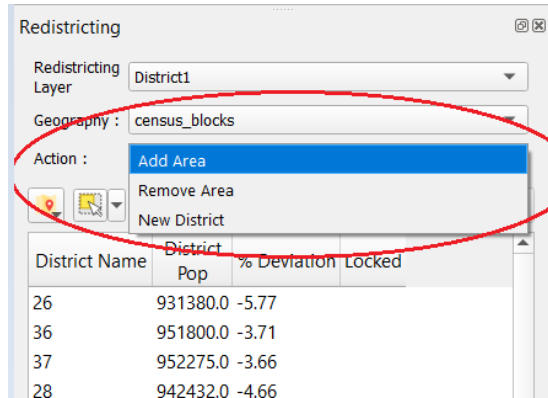 Redistricting
Redistricting
Layer
District1
Geography :
census_blocks
Action :
Add Area
Remove Area
New District
District Name
District
Pop
% Deviation
Locked
26 931380.0 -5.77
36 951800.0 -3.71
37 952275.0 -3.66
28 942432.0 -4.66